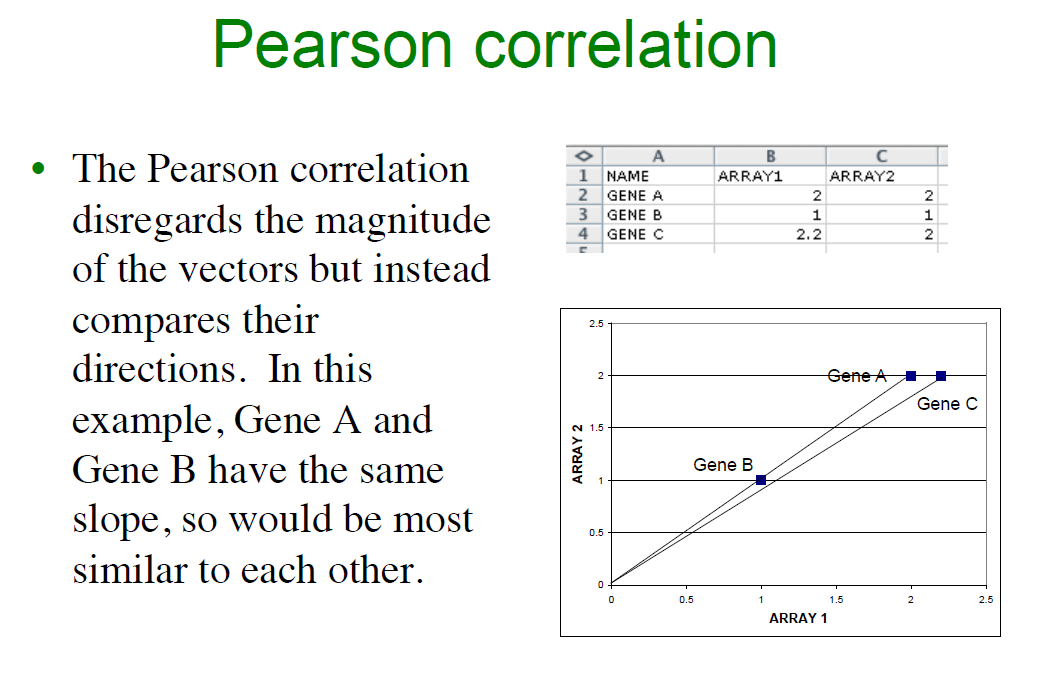 Pearson correlation
• The Pearson correlation
disregards the magnitude
of the vectors but instead
compares their
directions. In this
example, Gene A and
Gene B have the same
slope, so would be most
similar to each other.
A B C
1 NAME ARRAY1 ARRAY2
2 GENE A 2 2
3 GENE B 1 1
4 GENE C 2.2 2
2.5
2
1.5
1
0.5
0
ARRAY 2
Gene A
Gene C
Gene B
0 0.5 1 1.5 2 2.5
ARRAY 1